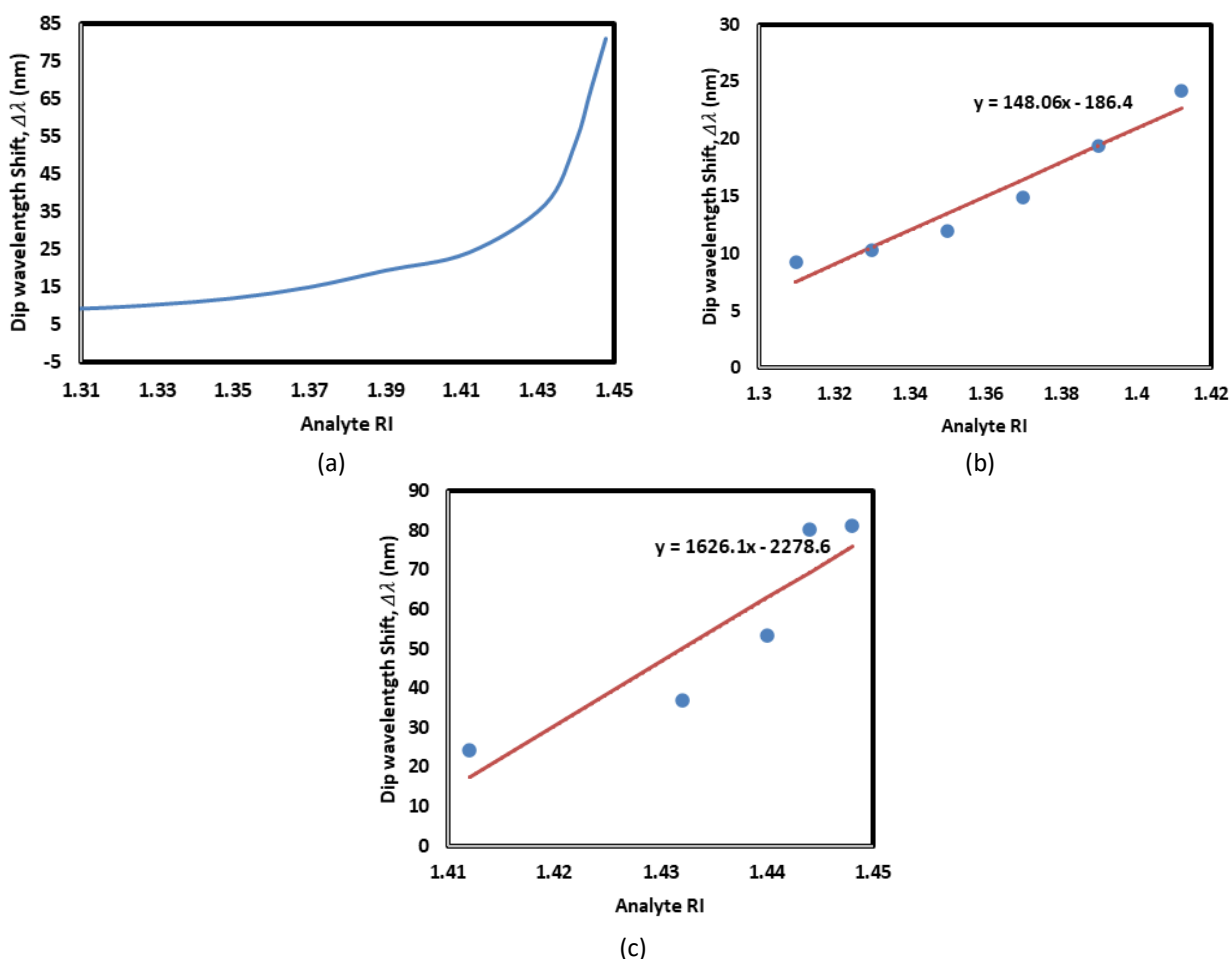 Dip wavelentgth Shift, Δλ (nm)
85
75
65
55
45
35
25
15
5
-5
1.31 1.33 1.35 1.37 1.39 1.41 1.43 1.45
Analyte RI
(a)
Dip wavelentgth Shift, Δλ (nm)
30
25
20
15
10
5
0
y = 148.06x - 186.4
1.3 1.32 1.34 1.36 1.38 1.4 1.42
Analyte RI
(b)
Dip wavelentgth Shift, Δλ (nm)
90
80
70
60
50
40
30
20
10
0
y = 1626.1x - 2278.6
1.41 1.42 1.43 1.44 1.45
Analyte RI
(c)